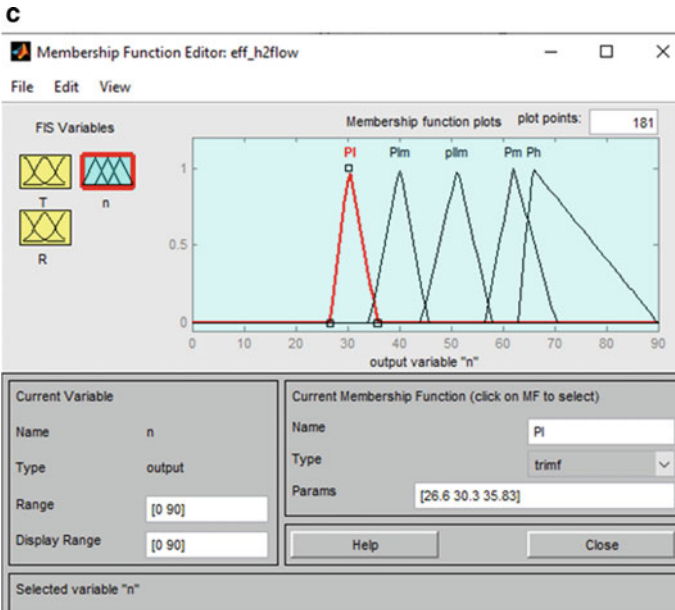 c
Membership Function Editor: eff_h2flow
File Edit View
FIS Variables
T
n
R
Membership function plots
plot points:
181
Pl Plm pllm Pm Ph
1
0.5
0
0 10 20 30 40 50 60 70 80 90
output variable "n"
Current Variable
Name n
Type output
Range [0 90]
Display Range [0 90]
Current Membership Function (click on MF to select)
Name Pl
Type trimf
Params [26.6 30.3 35.83]
Help Close
Selected variable "n"